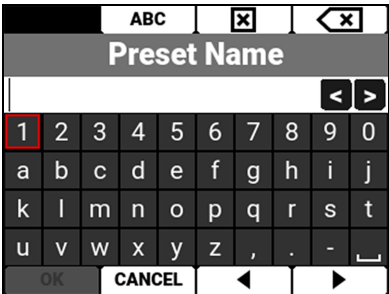 ABC
Preset Name
< >
1 2 3 4 5 6 7 8 9 0
a b c d e f g h i j
k l m n o p q r s t
u v w x y z , . -
OK CANCEL